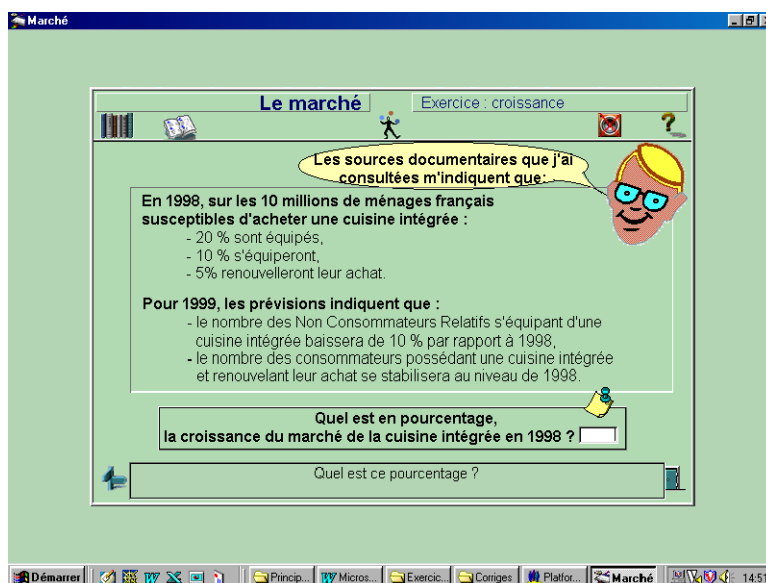 Marché
Le marché
Exercice : croissance
Les sources documentaires que j'ai
consultées m'indiquent que:
En 1998, sur les 10 millions de ménages français
susceptibles d'acheter une cuisine intégrée :
- 20 % sont équipés,
- 10 % s'équiperont,
- 5% renouvelleront leur achat.
Pour 1999, les prévisions indiquent que :
- le nombre des Non Consommateurs Relatifs s'équipant d'une
cuisine intégrée baissera de 10 % par rapport à 1998,
- le nombre des consommateurs possédant une cuisine intégrée
et renouvelant leur achat se stabilisera au niveau de 1998.
Quel est en pourcentage,
la croissance du marché de la cuisine intégrée en 1998 ?
Quel est ce pourcentage ?
Démarrer Princip... Micros... Exercic... Corriges Platfor... Marché 14:51